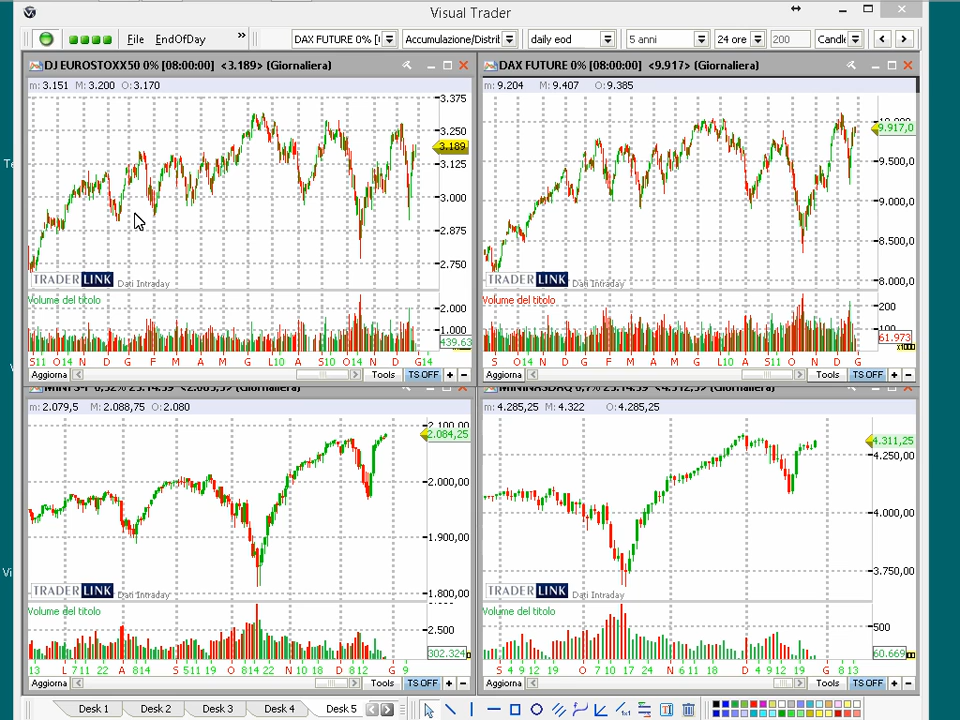 Visual Trader
File EndOfDay » DAX FUTURE 0% [ Accumulazione/Distrib daily eod 5 anni 24 ore 200 Candle
DJ EUROSTOXX50 0% [08:00:00] <3.189> (Giornaliera)
m: 3.151 M: 3.200 O: 3.170
3.375
3.250
3.189
3.125
3.000
2.875
2.750
TRADER LINK Dati Intraday
Volume del titolo
2.000
1.000
439.63
S11 O14 N D G F M A M G L10 A S10 O14 N D G14
Aggiorna Tools TS OFF + -
DAX FUTURE 0% [08:00:00] <9.917> (Giornaliera)
m: 9.204 M: 9.407 O: 9.385
9.917,0
9.500,0
9.000,0
8.500,0
8.000,0
TRADER LINK Dati Intraday
Volume del titolo
200
100
61.973
x1000
S O14 N D G F M A M G L A S O N D G
Aggiorna Tools TS OFF + -
m: 2.079,5 M: 2.088,75 O: 2.080
2.100,00
2.084,25
2.000,00
1.900,00
1.800,00
TRADER LINK Dati Intraday
Volume del titolo
2.500
302.324
13 L 7 11 22 A 8 14 S 5 11 19 O 8 14 22 N 10 18 D 8 12 G 9
Aggiorna Tools TS OFF + -
m: 4.285,25 M: 4.322 O: 4.285,25
4.311,25
4.250,00
4.000,00
3.750,00
TRADER LINK Dati Intraday
Volume del titolo
500
60.669
S 4 9 12 19 O 7 10 17 24 N 7 11 17 21 D 4 9 12 19 G 8 13
Aggiorna Tools TS OFF + -
Desk 1 Desk 2 Desk 3 Desk 4 Desk 5